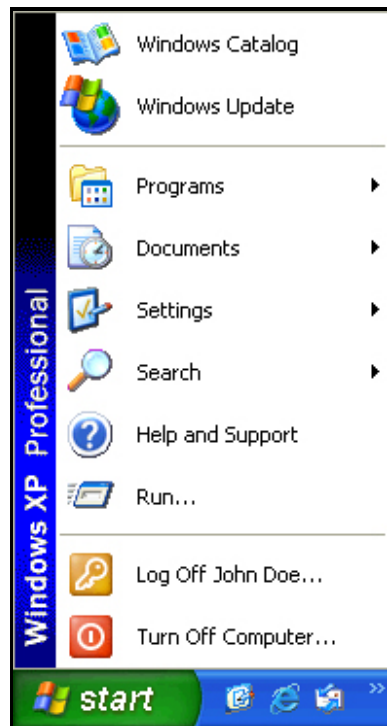 Windows Catalog
Windows Update
Programs
Documents
Settings
Search
Help and Support
Run...
Log Off John Doe...
Turn Off Computer...
Windows XP Professional
start